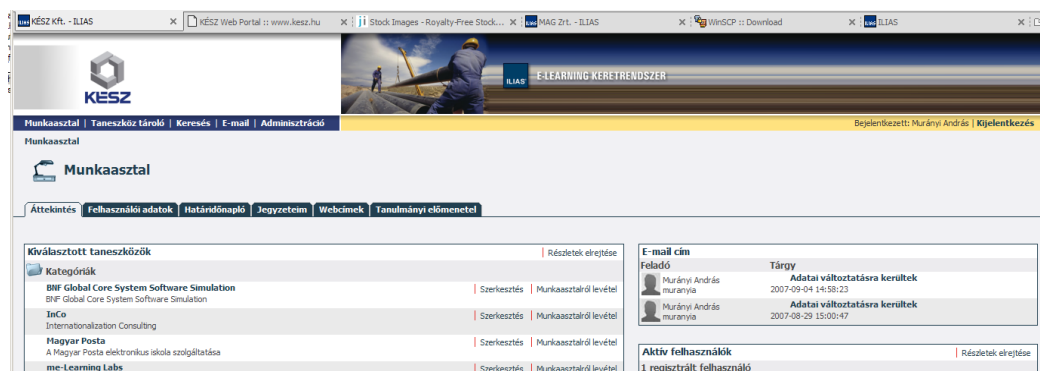 KÉSZ Kft. - ILIAS
KÉSZ Web Portal :: www.kesz.hu
Stock Images - Royalty-Free Stock...
MAG Zrt. - ILIAS
WinSCP :: Download
ILIAS
KÉSZ
ILIAS
E-LEARNING KERETRENDSZER
Munkaasztal | Taneszköz tároló | Keresés | E-mail | Adminisztráció
Bejelentkezett: Murányi András | Kijelentkezés
Munkaasztal
Munkaasztal
Áttekintés
Felhasználói adatok
Határidőnapló
Jegyzeteim
Webcímek
Tanulmányi előmenetel
Kiválasztott taneszközök
Részletek elrejtése
Kategóriák
BNF Global Core System Software Simulation
BNF Global Core System Software Simulation
Szerkesztés | Munkaasztalról levétel
InCo
Internationalization Consulting
Szerkesztés | Munkaasztalról levétel
Magyar Posta
A Magyar Posta elektronikus iskola szolgáltatása
Szerkesztés | Munkaasztalról levétel
me-Learning Labs
Szerkesztés | Munkaasztalról levétel
E-mail cím
Feladó Tárgy
Murányi András
muranyia
Adatai változtatásra kerültek
2007-09-04 14:58:23
Murányi András
muranyia
Adatai változtatásra kerültek
2007-08-29 15:00:47
Aktív felhasználók
Részletek elrejtése
1 regisztrált felhasználó